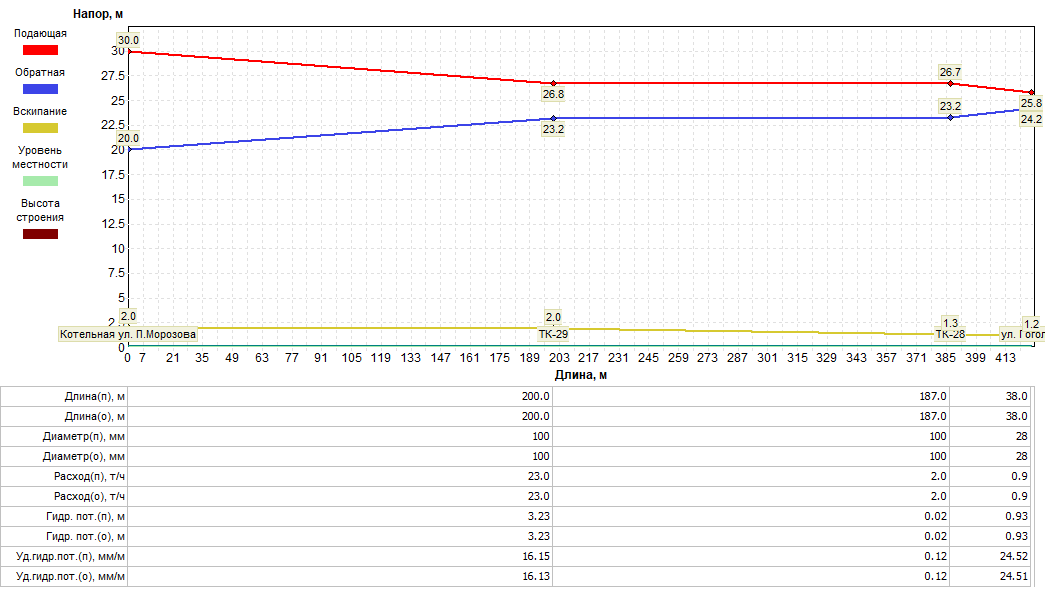 Напор, м
Подающая
Обратная
Вскипание
Уровень
местности
Высота
строения
30.0
30
27.5
25
22.5
20.0
20
17.5
15
12.5
10
7.5
5
2.0
0
26.8
23.2
26.7
23.2
25.8
24.2
2.0
1.3
1.2
Котельная ул. П.Морозова
ТК-29
ТК-28
0 7 21 35 49 63 77 91 105 119 133 147 161 175 189 203 217 231 245 259 273 287 301 315 329 343 357 371 385 399 413
Длина, м
Длина(п), м 200.0 187.0 38.0
Длина(о), м 200.0 187.0 38.0
Диаметр(п), мм 100 100 28
Диаметр(о), мм 100 100 28
Расход(п), т/ч 23.0 2.0 0.9
Расход(о), т/ч 23.0 2.0 0.9
Гидр. пот.(п), м 3.23 0.02 0.93
Гидр. пот.(о), м 3.23 0.02 0.93
Уд.гидр.пот.(п), мм/м 16.15 0.12 24.52
Уд.гидр.пот.(о), мм/м 16.13 0.12 24.51